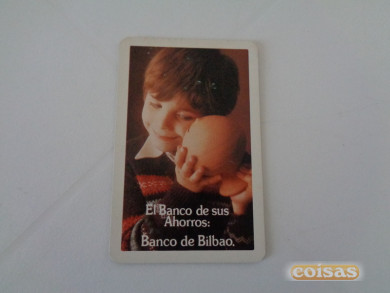 El Banco de sus
Ahorros:
Banco de Bilbao.
coisas